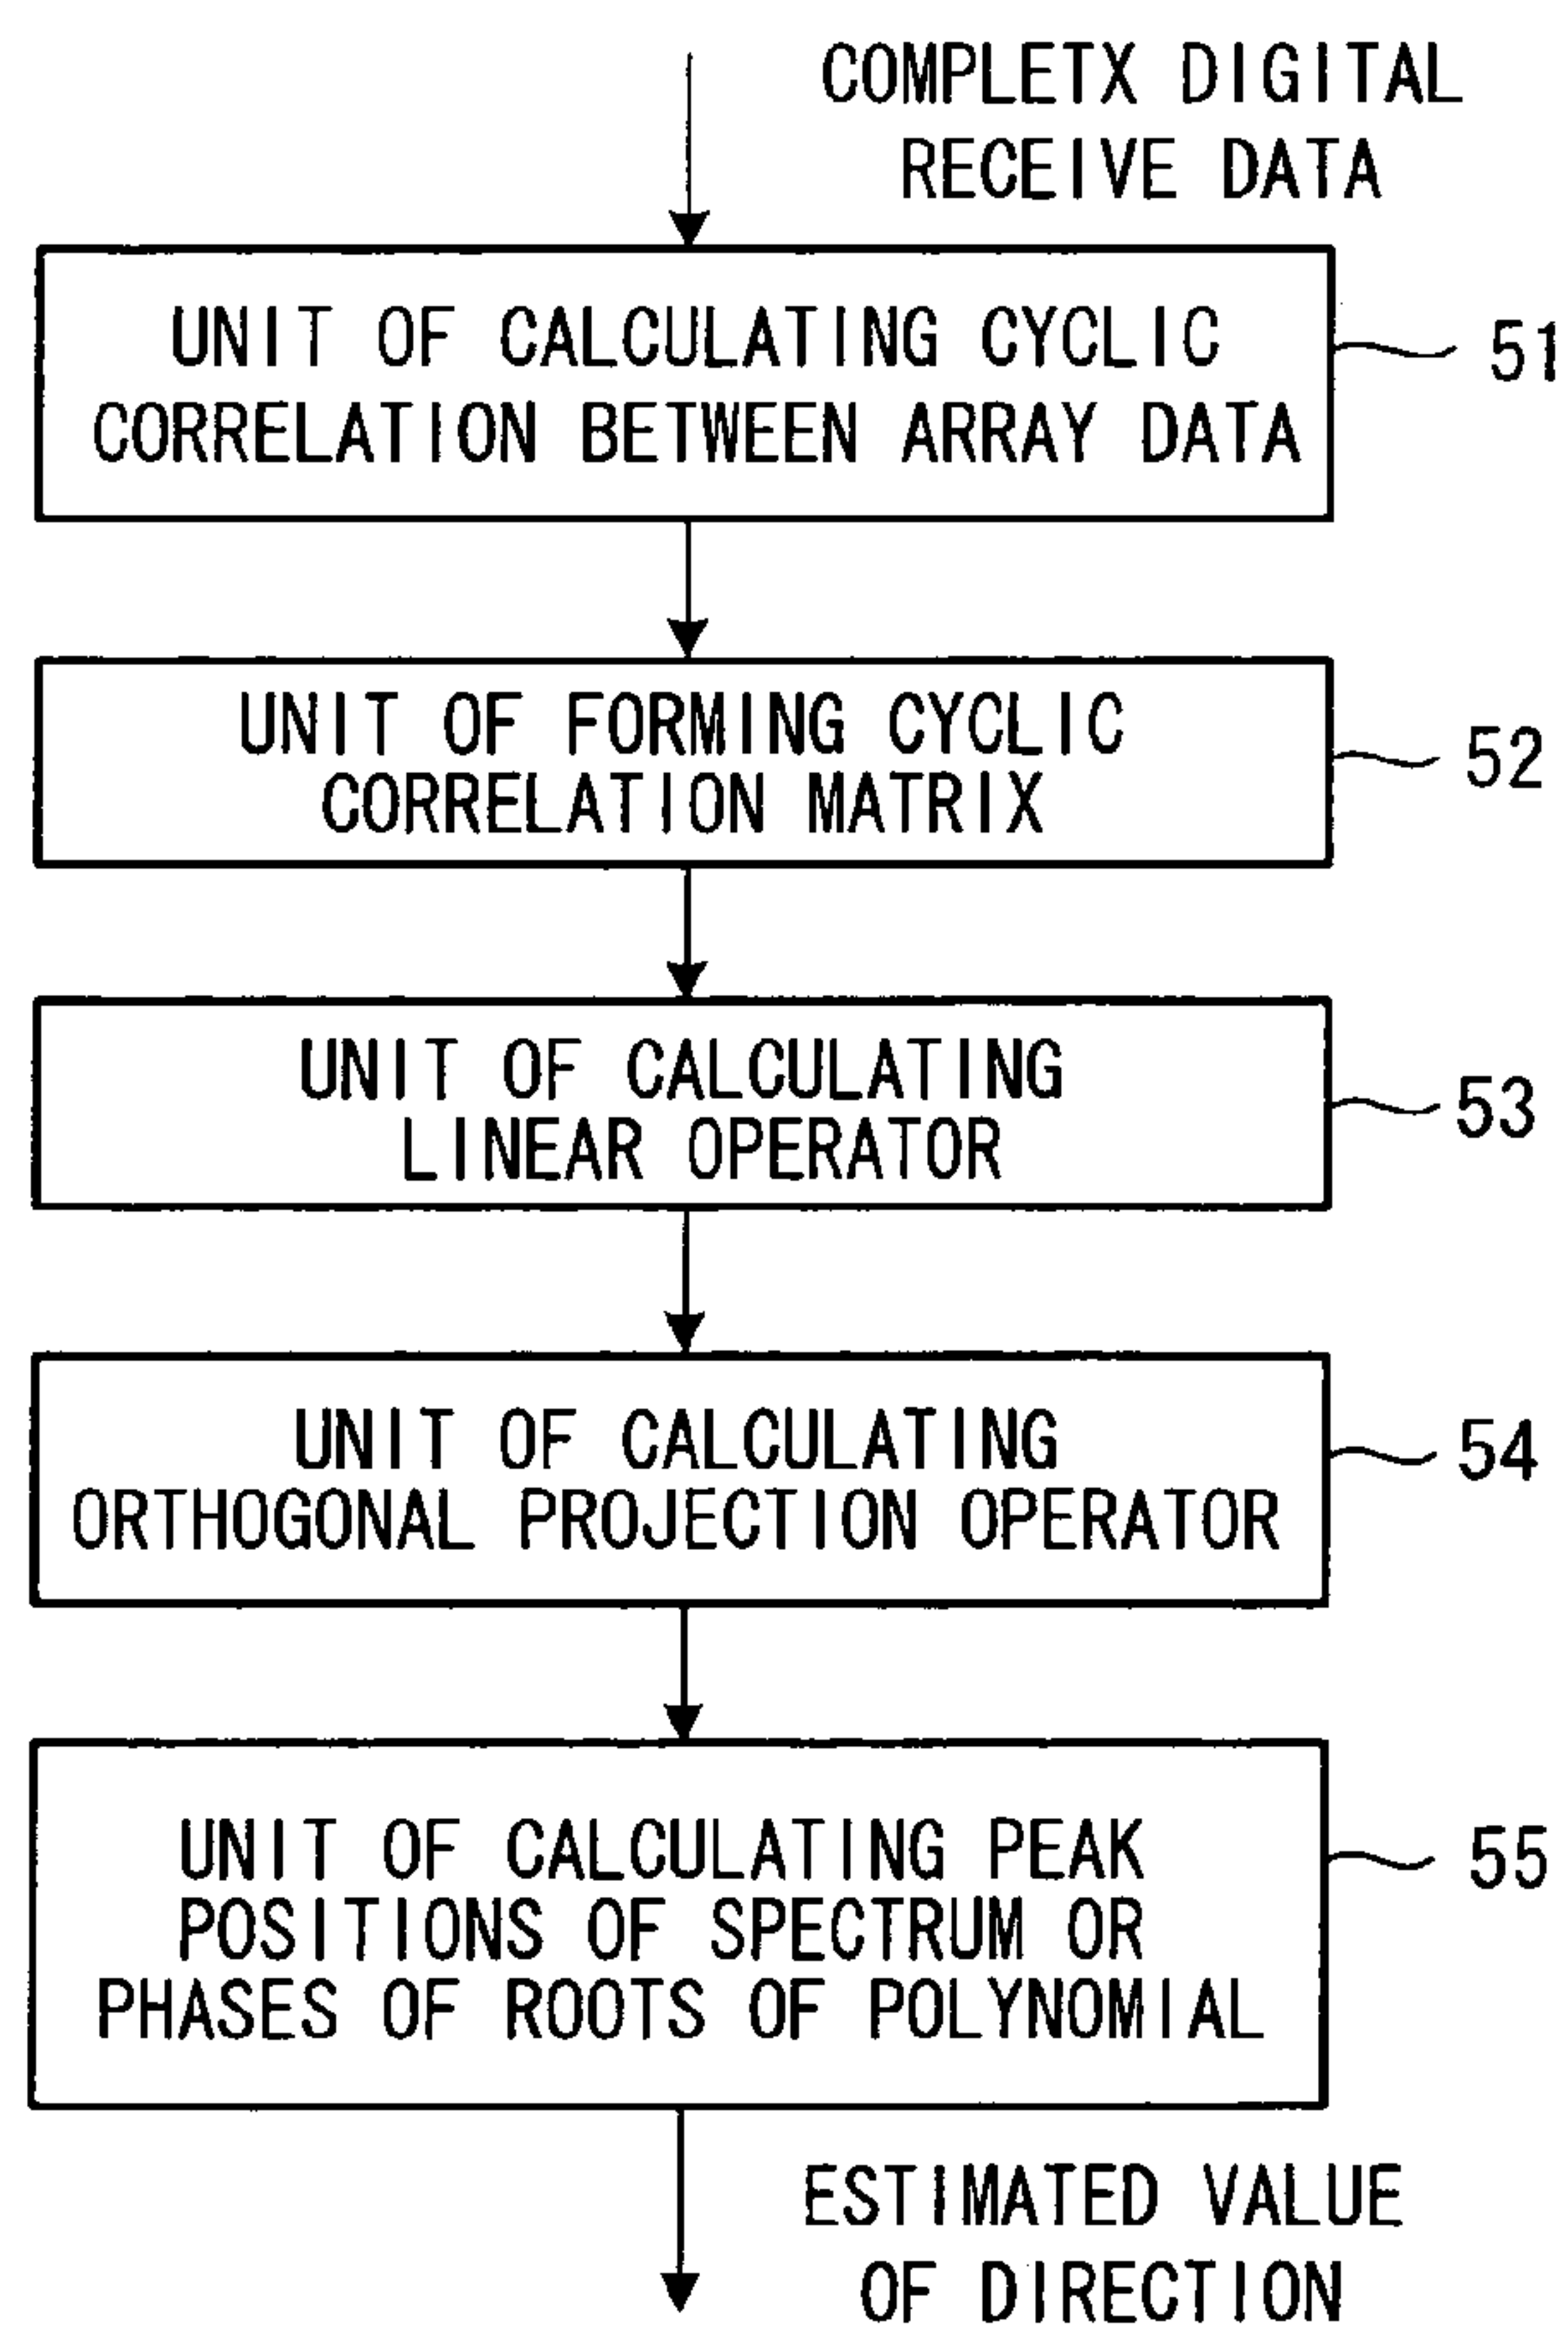 COMPLETX DIGITAL
RECEIVE DATA
UNIT OF CALCULATING CYCLIC
CORRELATION BETWEEN ARRAY DATA
51
UNIT OF FORMING CYCLIC
CORRELATION MATRIX
52
UNIT OF CALCULATING
LINEAR OPERATOR
53
UNIT OF CALCULATING
ORTHOGONAL PROJECTION OPERATOR
54
UNIT OF CALCULATING PEAK
POSITIONS OF SPECTRUM OR
PHASES OF ROOTS OF POLYNOMIAL
55
ESTIMATED VALUE
OF DIRECTION